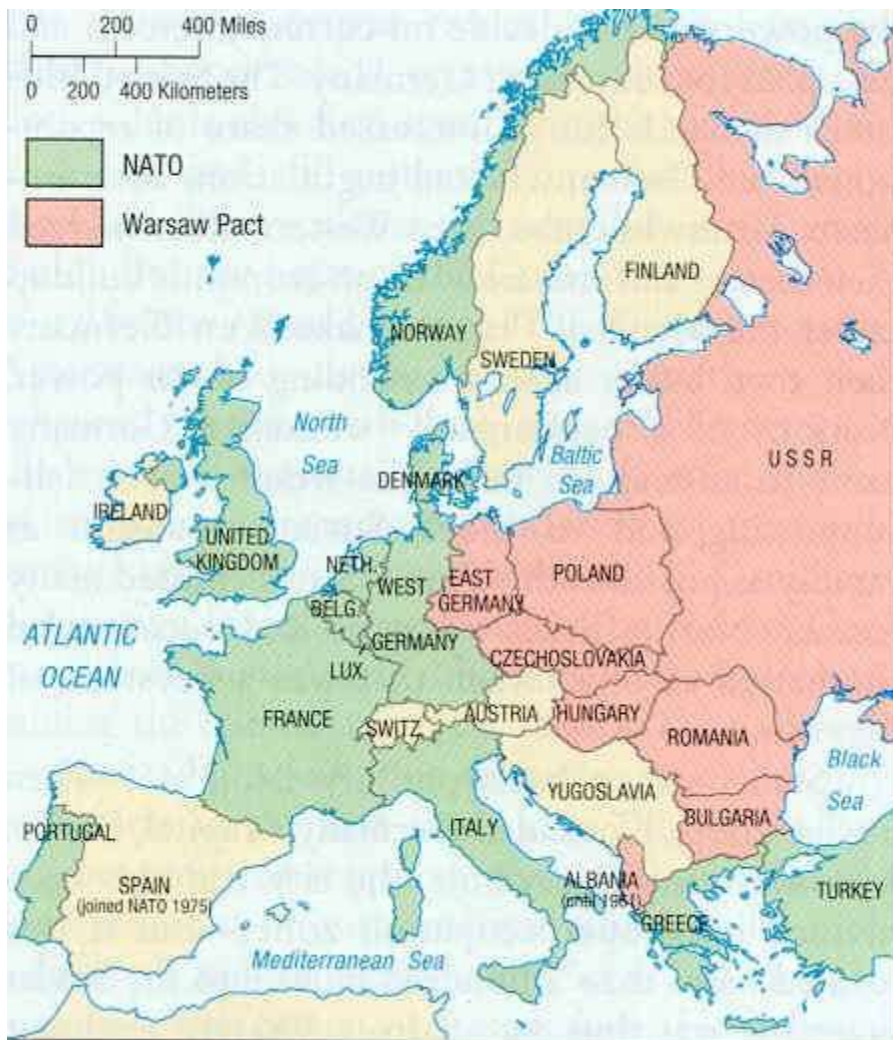 0 200 400 Miles
0 200 400 Kilometers
NATO
Warsaw Pact
FINLAND
NORWAY
SWEDEN
North
Sea
Baltic
Sea
USSR
DENMARK
IRELAND
UNITED
KINGDOM
NETH.
WEST
GERMANY
EAST
GERMANY
POLAND
BELG.
ATLANTIC
OCEAN
LUX.
CZECHOSLOVAKIA
FRANCE
SWITZ.
AUSTRIA
HUNGARY
ROMANIA
Black
Sea
YUGOSLAVIA
BULGARIA
PORTUGAL
ITALY
SPAIN
(joined NATO 1975)
ALBANIA
(until 1961)
GREECE
TURKEY
Mediterranean Sea